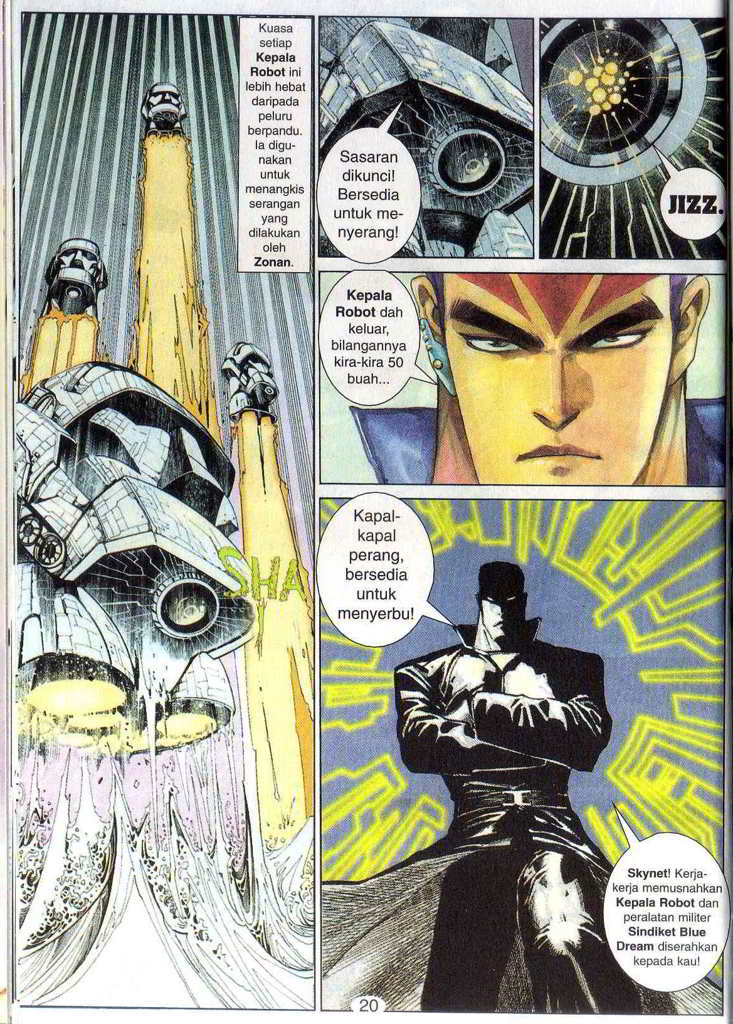 Kuasa
setiap
Kepala
Robot ini
lebih hebat
daripada
peluru
berpandu.
Ia digu-
nakan
untuk
menangkis
serangan
yang
dilakukan
oleh
Zonan.
SHA
Sasaran
dikunci!
Bersedia
untuk me-
nyerang!
JIZZ.
Kepala
Robot dah
keluar,
bilangannya
kira-kira 50
buah...
Kapal-
kapal
perang,
bersedia
untuk
menyerbu!
Skynet! Kerja-
kerja memusnahkan
Kepala Robot dan
peralatan militer
Sindiket Blue
Dream diserahkan
kepada kau!
20